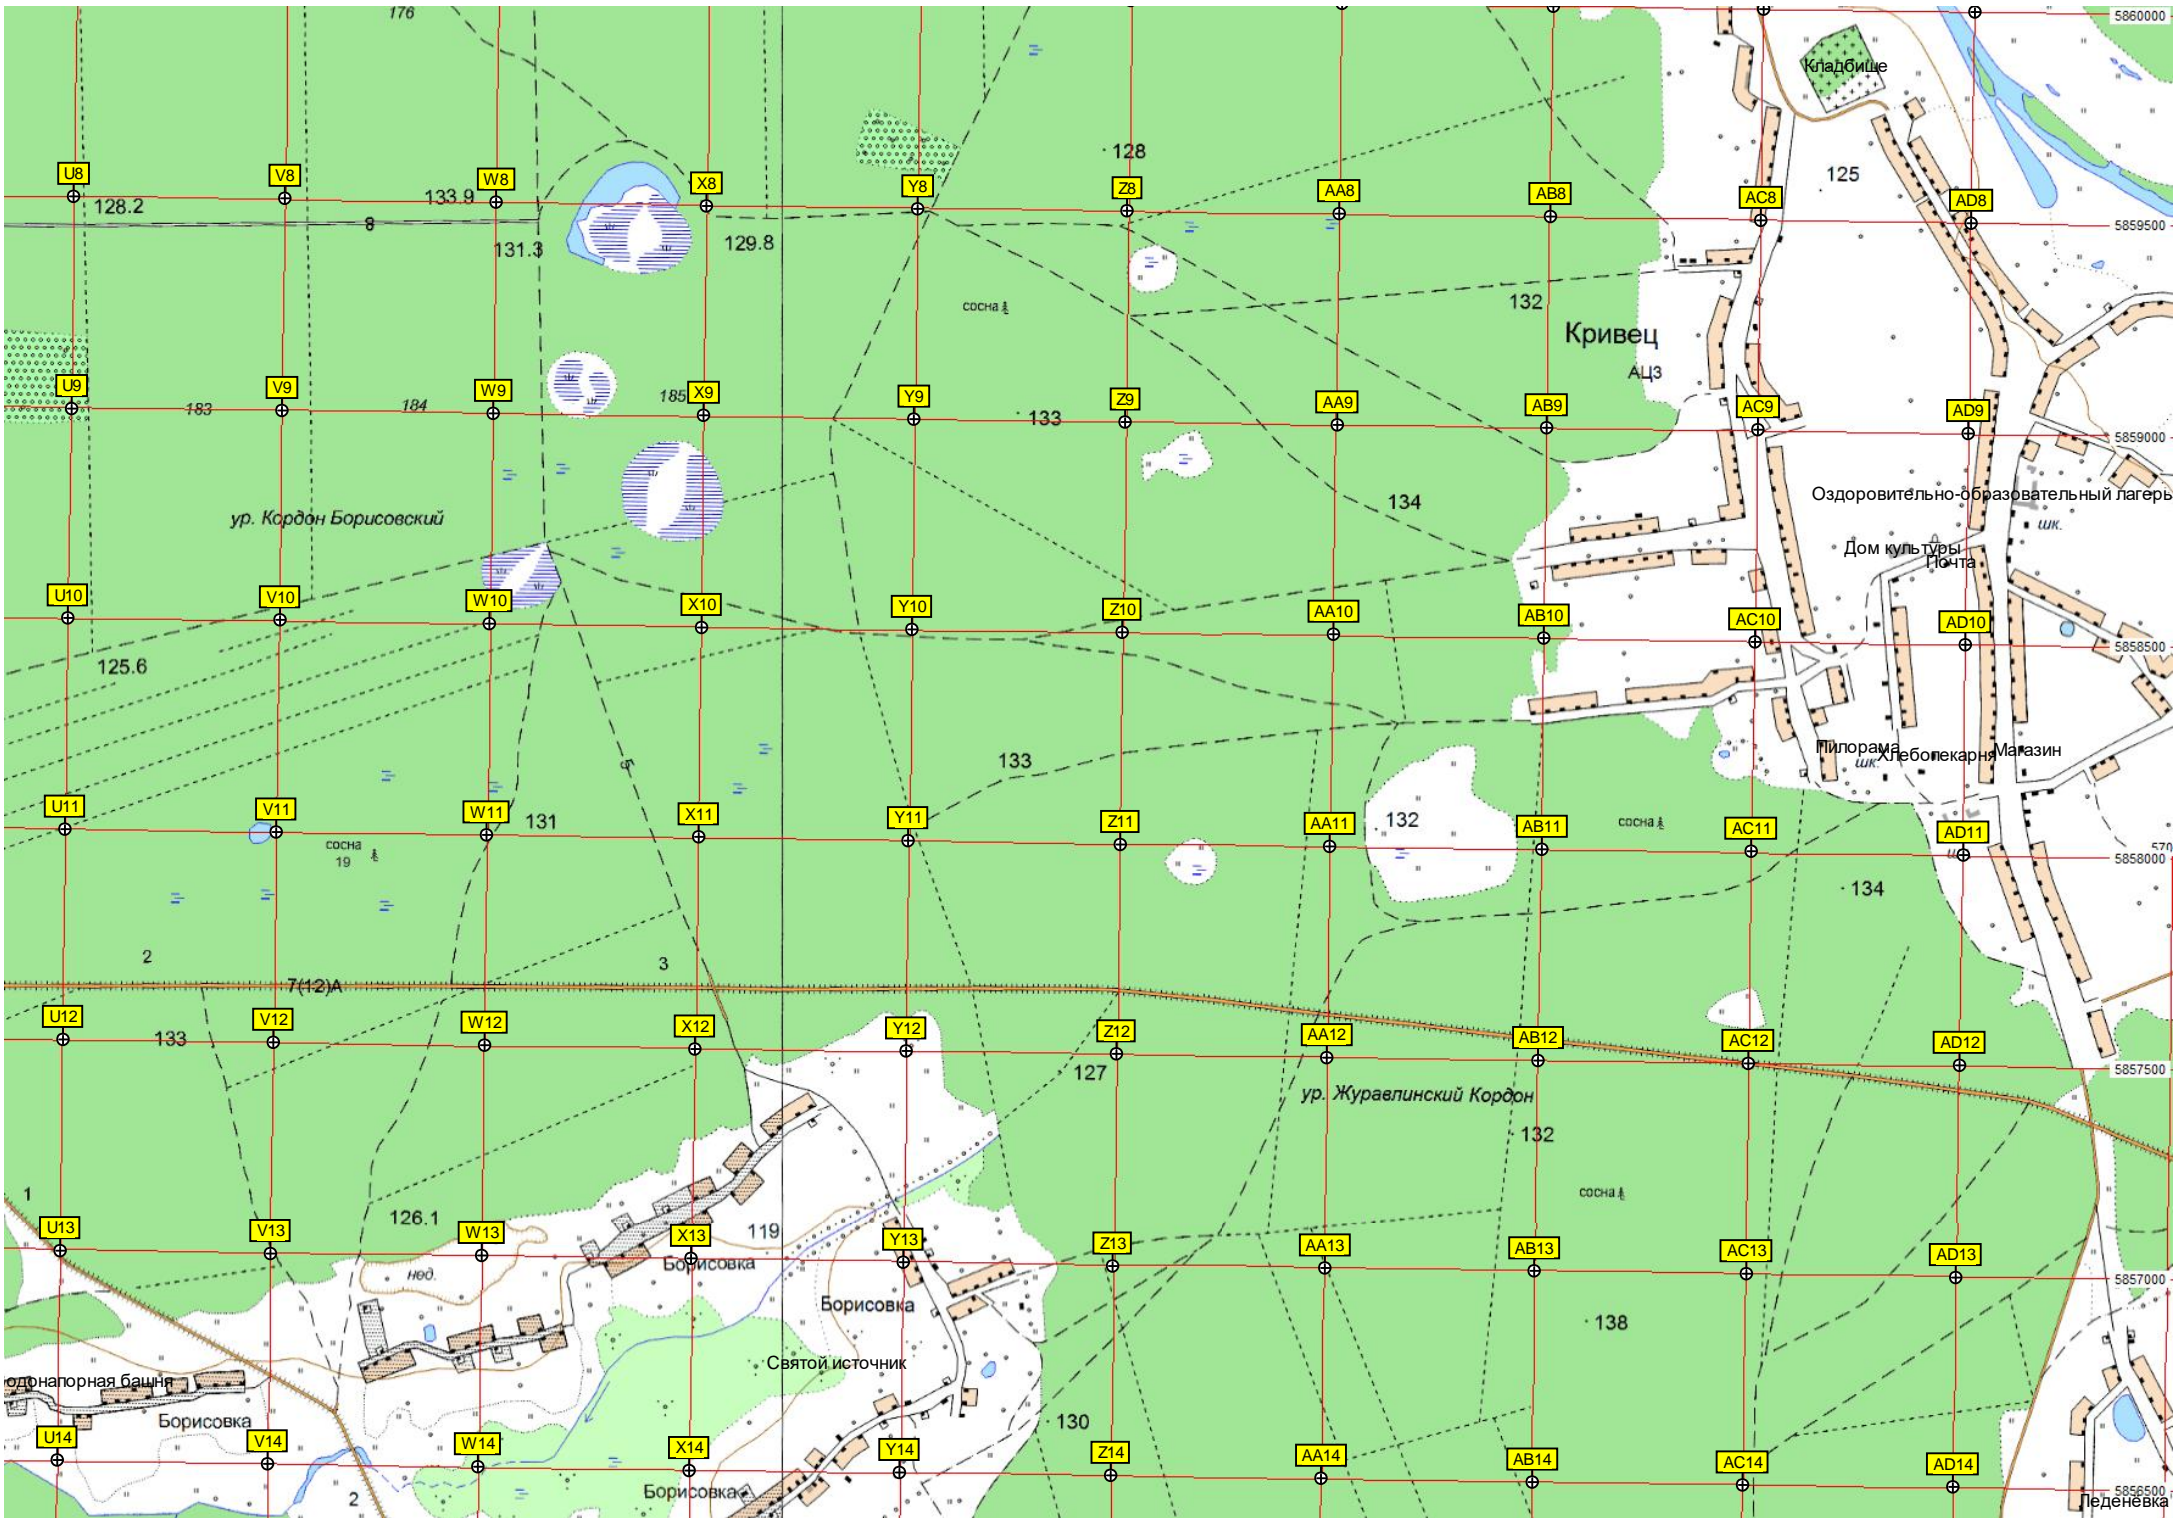 176
5860000
Кладбище
128
125
U8
V8
W8
X8
Y8
Z8
AA8
AB8
AC8
AD8
128.2
133.9
8
131.3
129.8
5859500
сосна
132
Кривец
АЦЗ
U9
V9
W9
X9
Y9
Z9
AA9
AB9
AC9
AD9
183
184
185
133
5859000
134
Оздоровительно-образовательный лагерь
шк.
ур. Кордон Борисовский
Дом культуры
Почта
U10
V10
W10
X10
Y10
Z10
AA10
AB10
AC10
AD10
5858500
125.6
5
133
Пилорама
шк.
Хлебопекарня
Магазин
U11
V11
W11
X11
Y11
Z11
AA11
AB11
AC11
AD11
131
132
сосна
сосна
19
570
5858000
134
2
3
7(12)А
U12
V12
W12
X12
Y12
Z12
AA12
AB12
AC12
AD12
133
127
5857500
ур. Журавлинский Кордон
132
сосна
1
126.1
119
U13
V13
W13
X13
Y13
Z13
AA13
AB13
AC13
AD13
нед.
Борисовка
5857000
Борисовка
138
Святой источник
одонапорная башня
Борисовка
130
U14
V14
W14
X14
Y14
Z14
AA14
AB14
AC14
AD14
2
Борисовка
5856500
Леденёвка